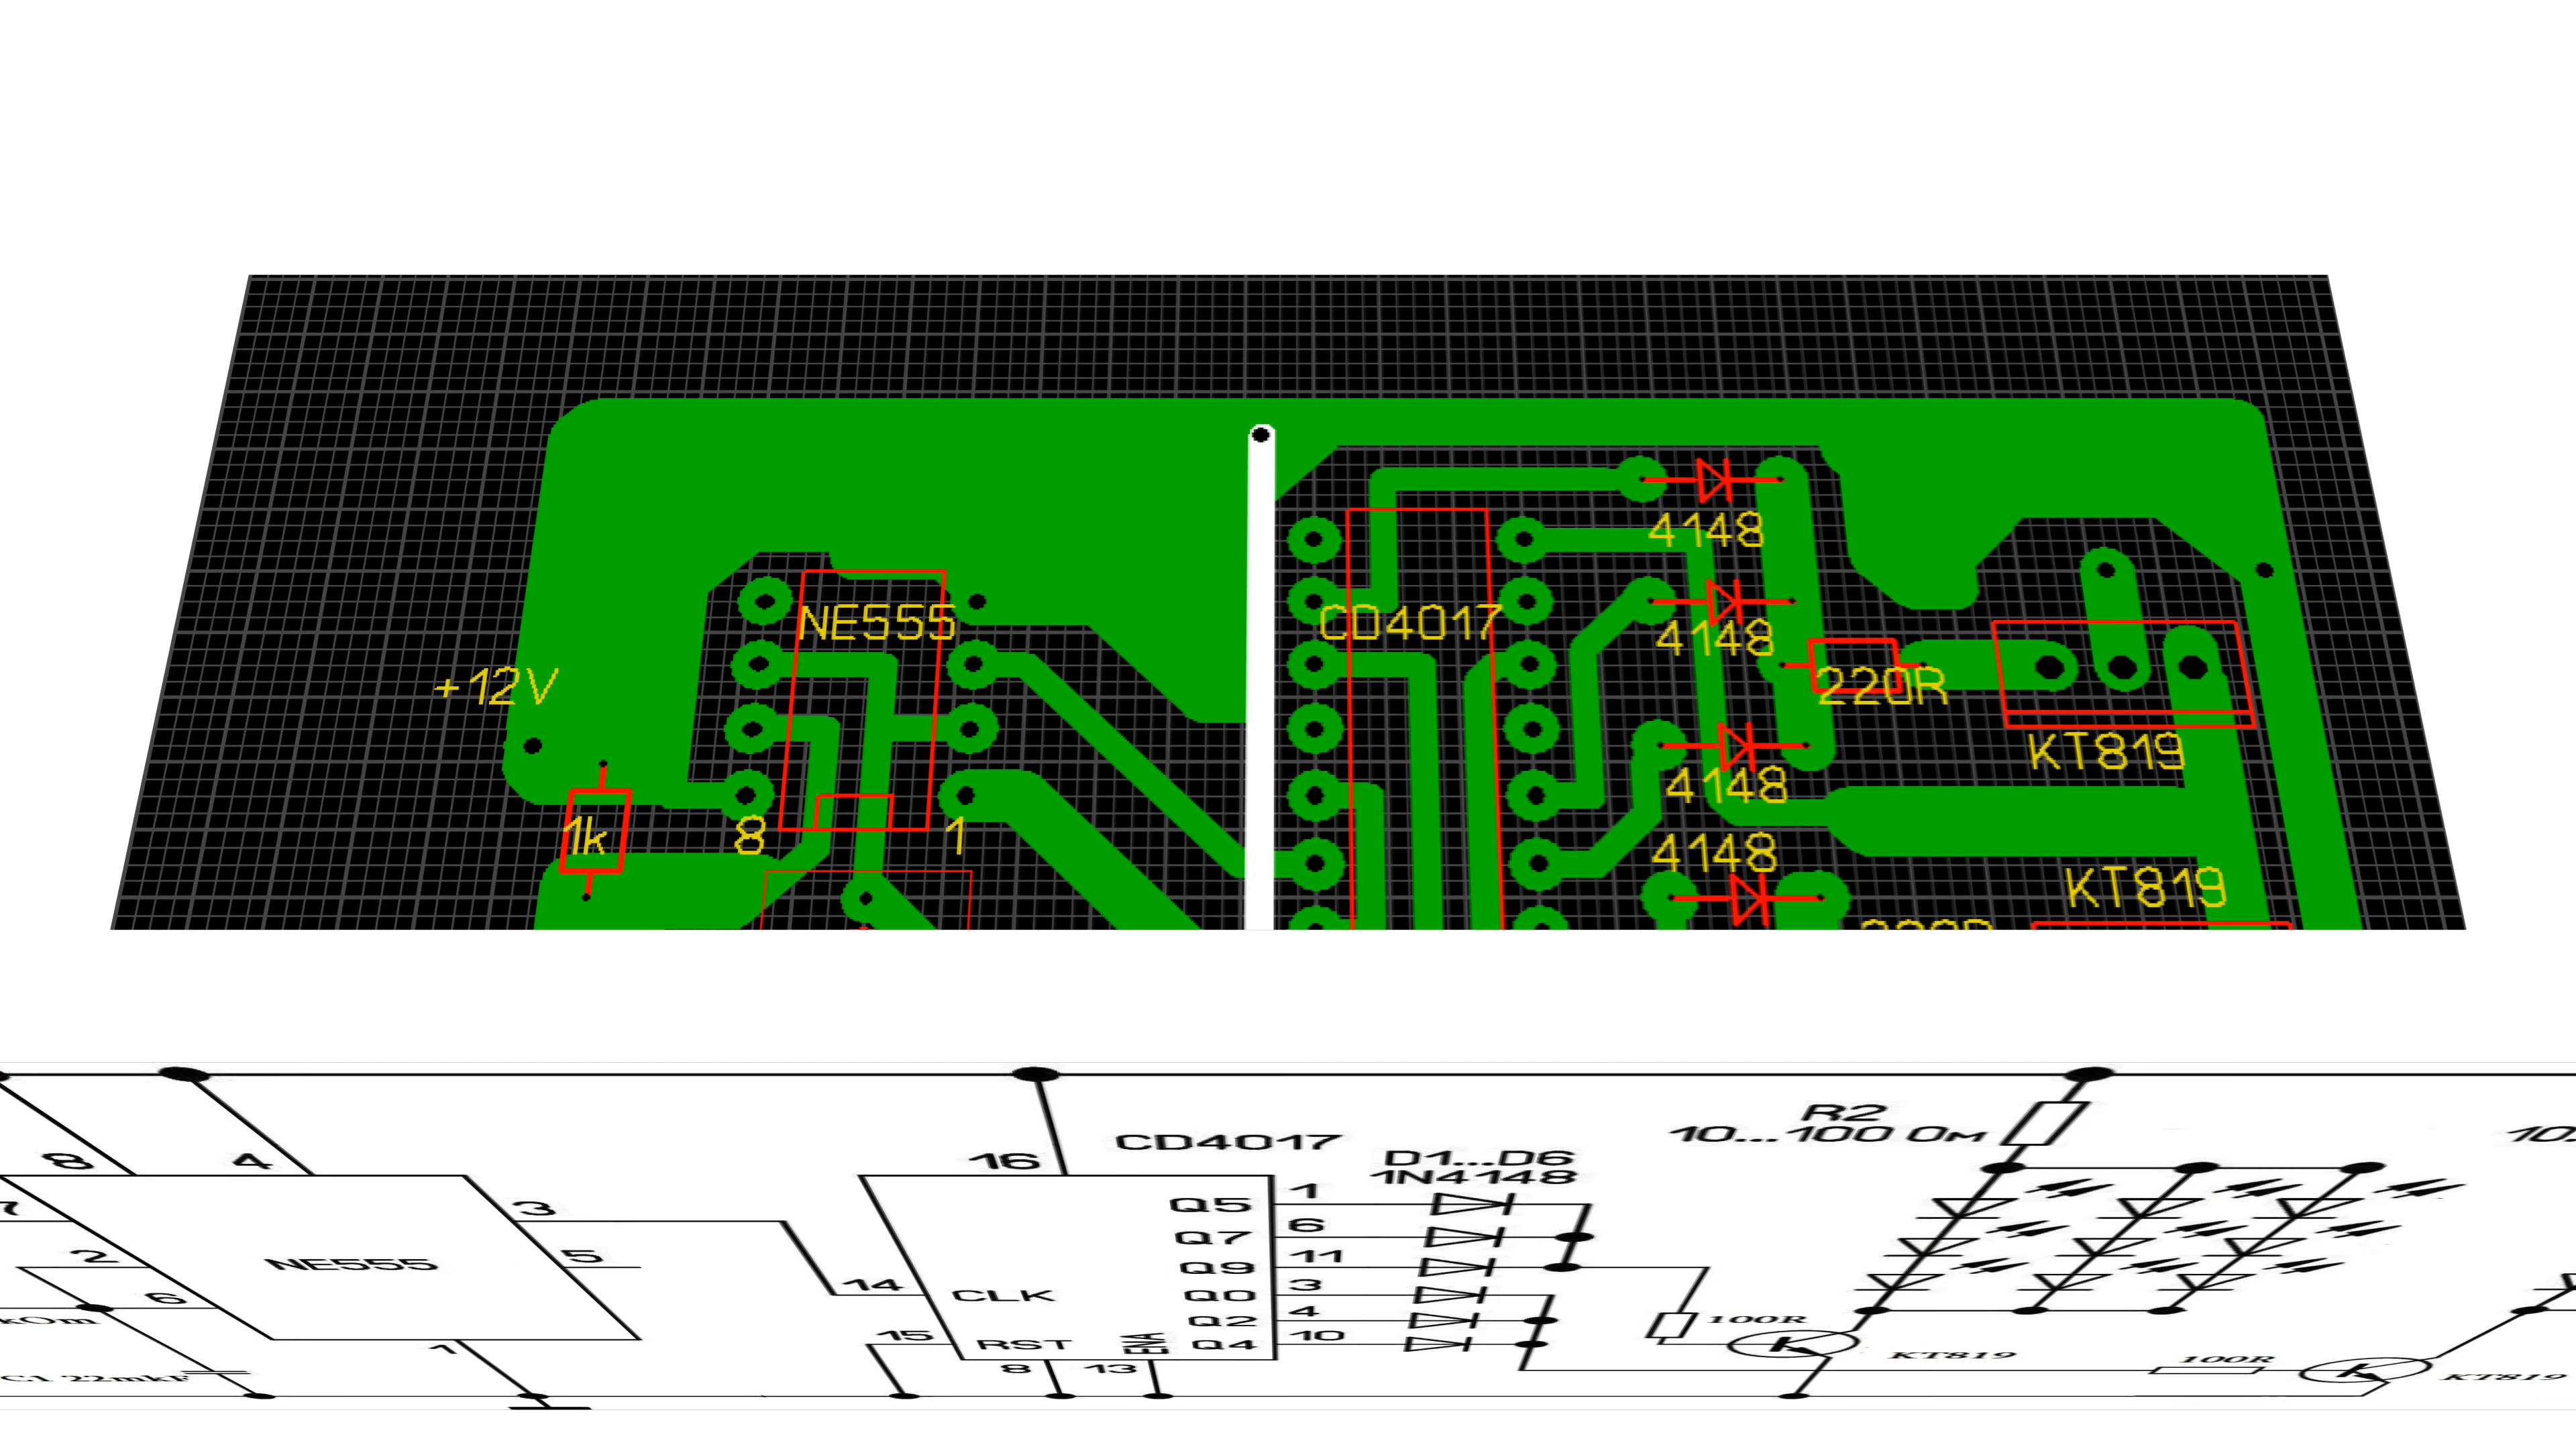 4148
NE555
CD4017
4148
+12V
220R
KT819
4148
1k
8
1
4148
KT819
R2
10...100 Ом
CD4017
16
8
4
D1...D6
1N4148
Q5
1
3
Q7
6
2
NE555
5
Q9
11
14
CLK
Q0
3
6
kOm
Q2
4
100R
15
RST
ENA
Q4
10
1
8
13
KT819
100R
KT819
C1 22mkF